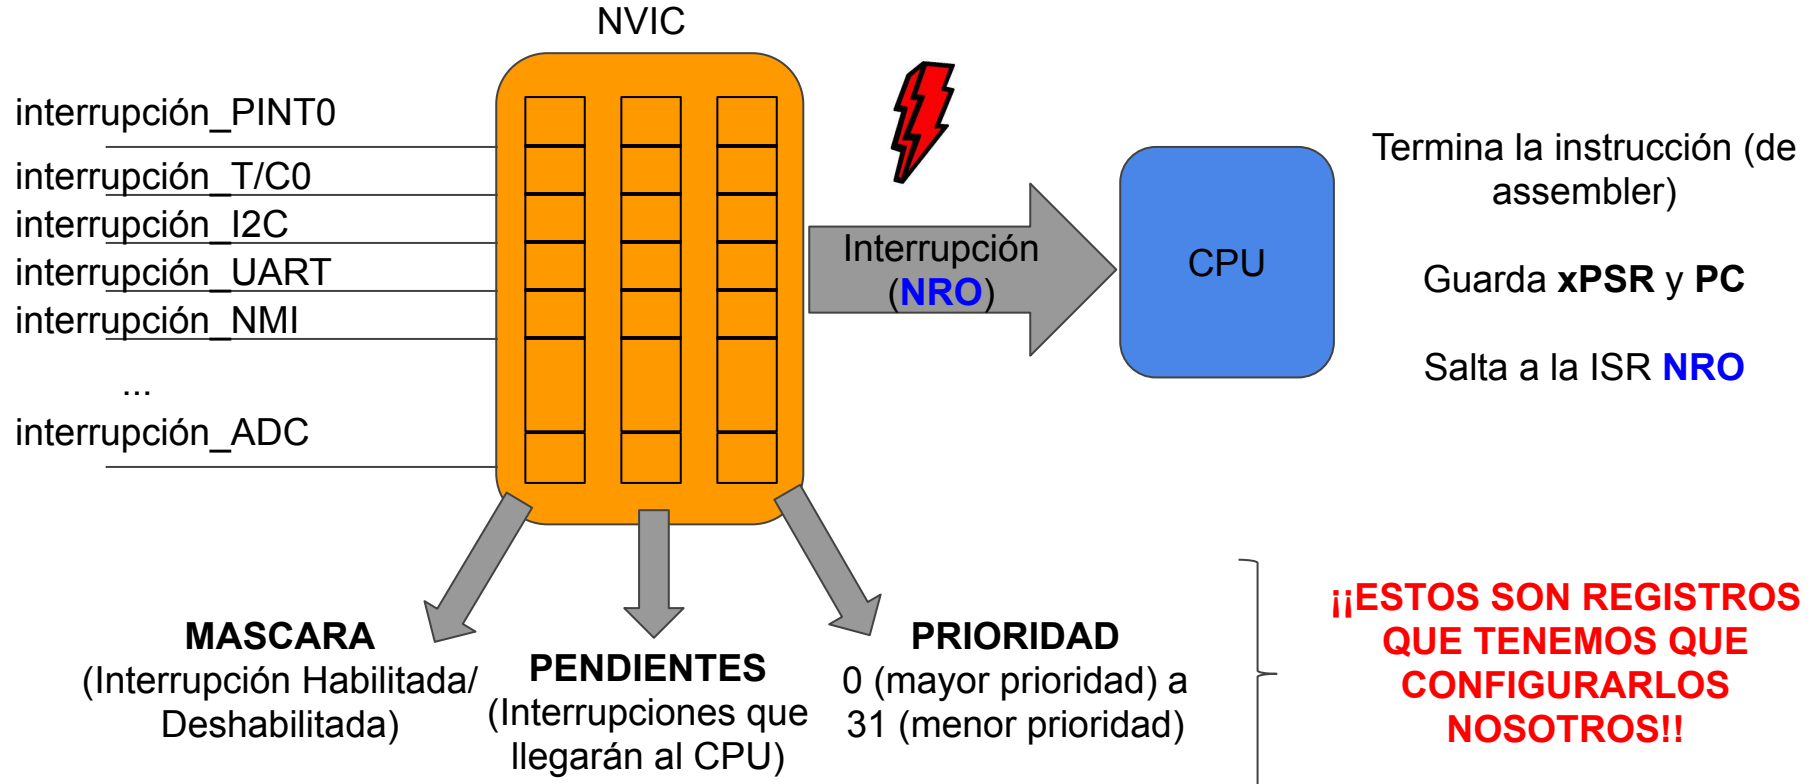 NVIC
interrupción_PINT0
interrupción_T/C0
interrupción_I2C
interrupción_UART
interrupción_NMI
...
interrupción_ADC
Interrupción
(NRO)
CPU
Termina la instrucción (de
assembler)
Guarda xPSR y PC
Salta a la ISR NRO
MASCARA
(Interrupción Habilitada/
Deshabilitada)
PENDIENTES
(Interrupciones que
llegarán al CPU)
PRIORIDAD
0 (mayor prioridad) a
31 (menor prioridad)
¡¡ESTOS SON REGISTROS
QUE TENEMOS QUE
CONFIGURARLOS
NOSOTROS!!